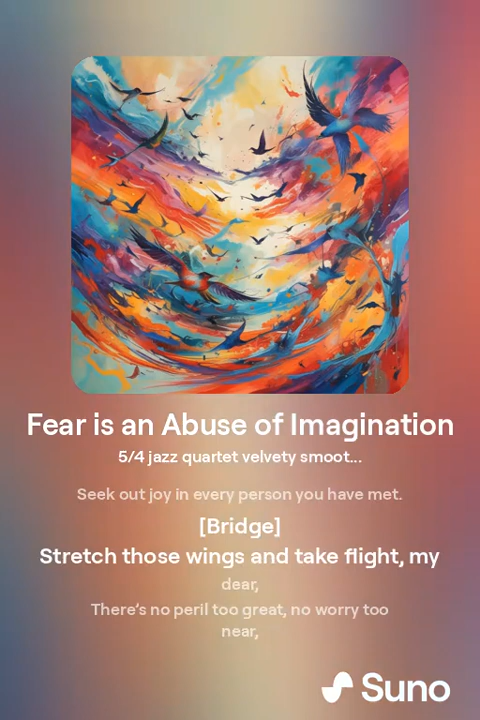 Fear is an Abuse of Imagination
5/4 jazz quartet velvety smoot...
Seek out joy in every person you have met.
[Bridge]
Stretch those wings and take flight, my
dear,
There's no peril too great, no worry too
near,
Suno